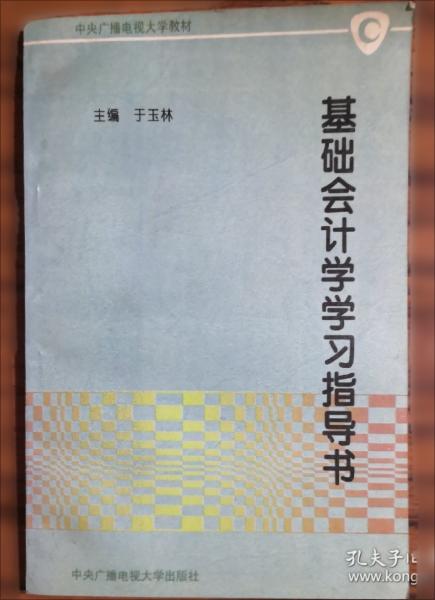 中央广播电视大学教材
主编 于玉林
基础会计学学习指导书
中央广播电视大学出版社
孔夫子
www.kongfz.com